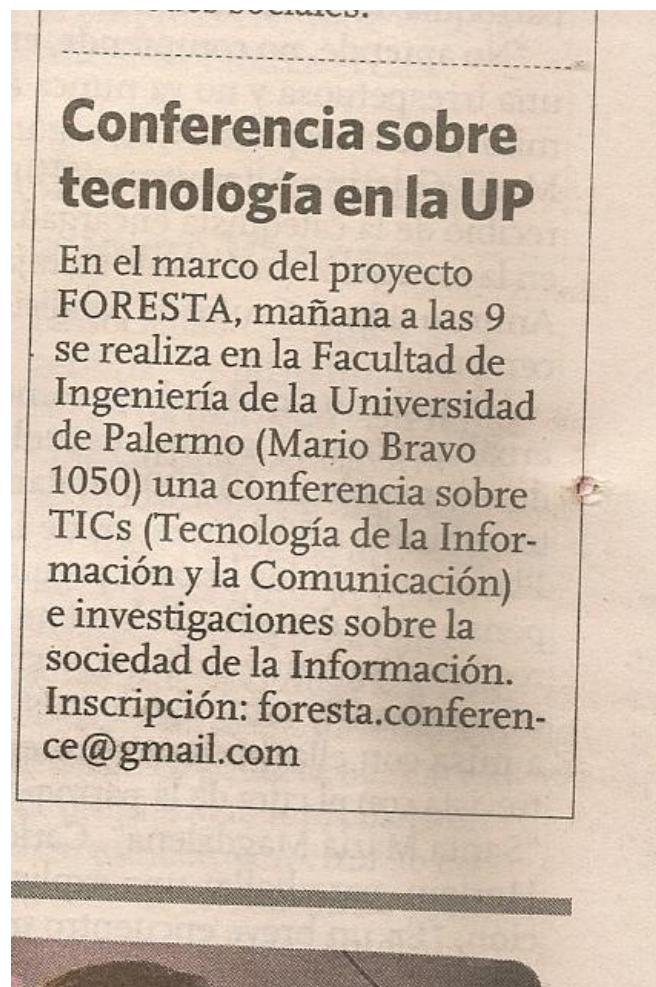 sociales.
Conferencia sobre
tecnología en la UP
En el marco del proyecto
FORESTA, mañana a las 9
se realiza en la Facultad de
Ingeniería de la Universidad
de Palermo (Mario Bravo
1050) una conferencia sobre
TICs (Tecnología de la Infor-
mación y la Comunicación)
e investigaciones sobre la
sociedad de la Información.
Inscripción: foresta.conferen-
ce@gmail.com